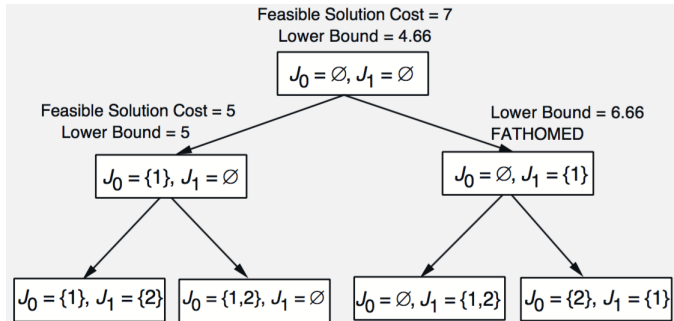 Feasible Solution Cost = 7
Lower Bound = 4.66
J₀ = ∅, J₁ = ∅
Feasible Solution Cost = 5
Lower Bound = 5
Lower Bound = 6.66
FATHOMED
J₀ = {1}, J₁ = ∅
J₀ = ∅, J₁ = {1}
J₀ = {1}, J₁ = {2}
J₀ = {1,2}, J₁ = ∅
J₀ = ∅, J₁ = {1,2}
J₀ = {2}, J₁ = {1}